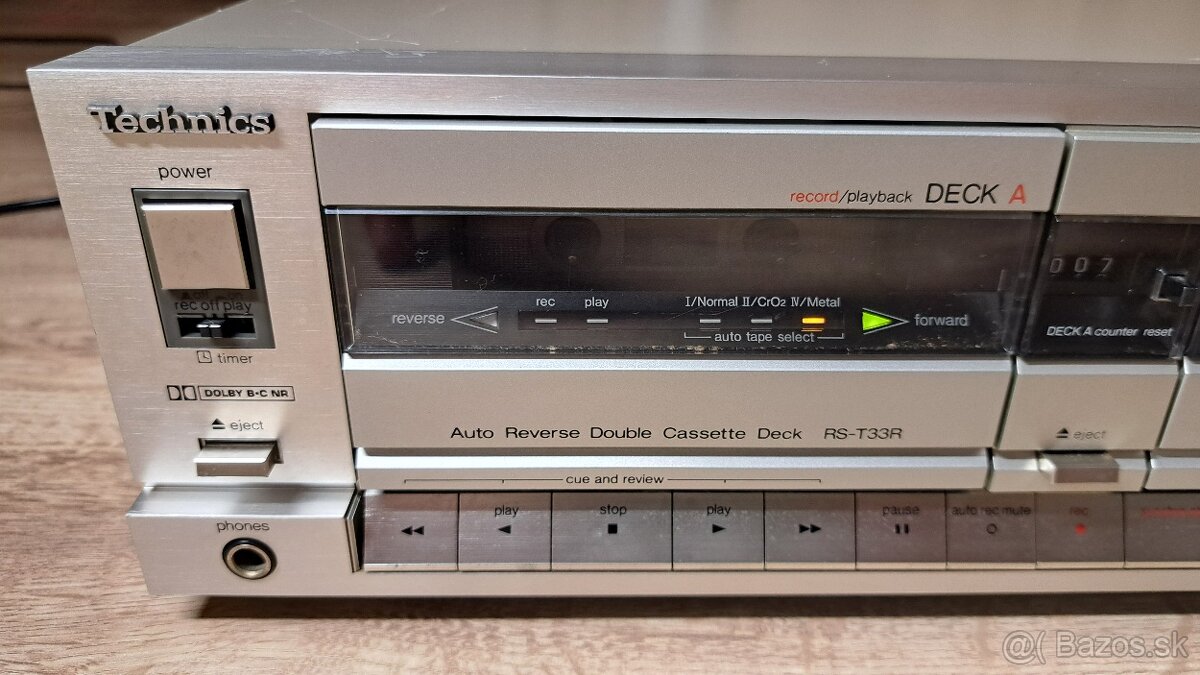 Technics
power
record/playback DECK A
rec off play
timer
DOLBY B·C NR
eject
phones
rec play I/Normal II/CrO2 IV/Metal
reverse
forward
auto tape select
007
DECK A counter reset
Auto Reverse Double Cassette Deck RS-T33R
eject
cue and review
play stop play pause auto rec mute rec
@( Bazos.sk